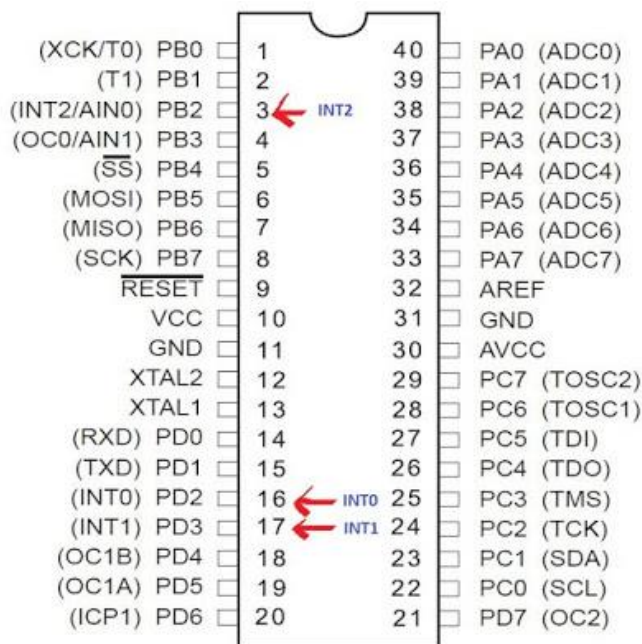 (XCK/T0) PB0 1 40 PA0 (ADC0)
(T1) PB1 2 39 PA1 (ADC1)
(INT2/AIN0) PB2 3 INT2 38 PA2 (ADC2)
(OC0/AIN1) PB3 4 37 PA3 (ADC3)
(SS) PB4 5 36 PA4 (ADC4)
(MOSI) PB5 6 35 PA5 (ADC5)
(MISO) PB6 7 34 PA6 (ADC6)
(SCK) PB7 8 33 PA7 (ADC7)
RESET 9 32 AREF
VCC 10 31 GND
GND 11 30 AVCC
XTAL2 12 29 PC7 (TOSC2)
XTAL1 13 28 PC6 (TOSC1)
(RXD) PD0 14 27 PC5 (TDI)
(TXD) PD1 15 26 PC4 (TDO)
(INT0) PD2 16 INT0 25 PC3 (TMS)
(INT1) PD3 17 INT1 24 PC2 (TCK)
(OC1B) PD4 18 23 PC1 (SDA)
(OC1A) PD5 19 22 PC0 (SCL)
(ICP1) PD6 20 21 PD7 (OC2)